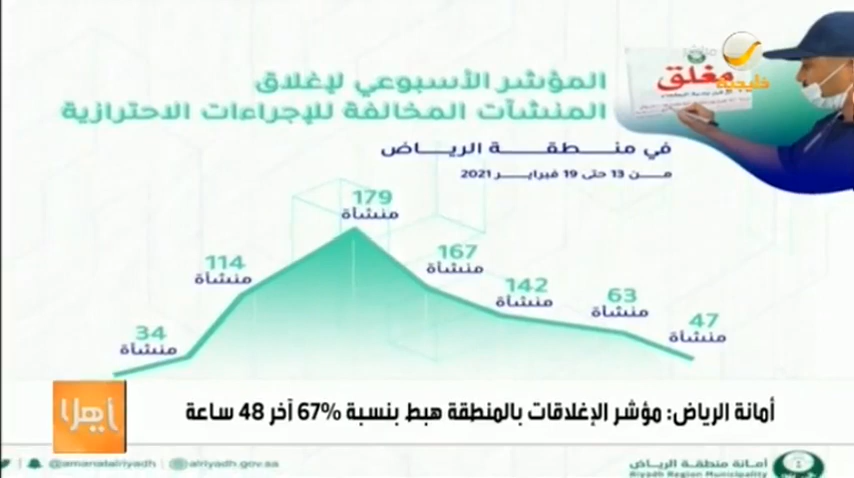 المؤشر الأسبوعي لإغلاق
المنشآت المخالفة للإجراءات الاحترازية
في منطقة الرياض
من 13 حتى 19 فبراير 2021
مغلق
خليجية
34
منشأة
114
منشأة
179
منشأة
167
منشأة
142
منشأة
63
منشأة
47
منشأة
أمانة الرياض: مؤشر الإغلاقات بالمنطقة هبط بنسبة 67% آخر 48 ساعة
أهلا
@amanatalriyadh
alriyadh.gov.sa
أمانة منطقة الرياض
Riyadh Region Municipality